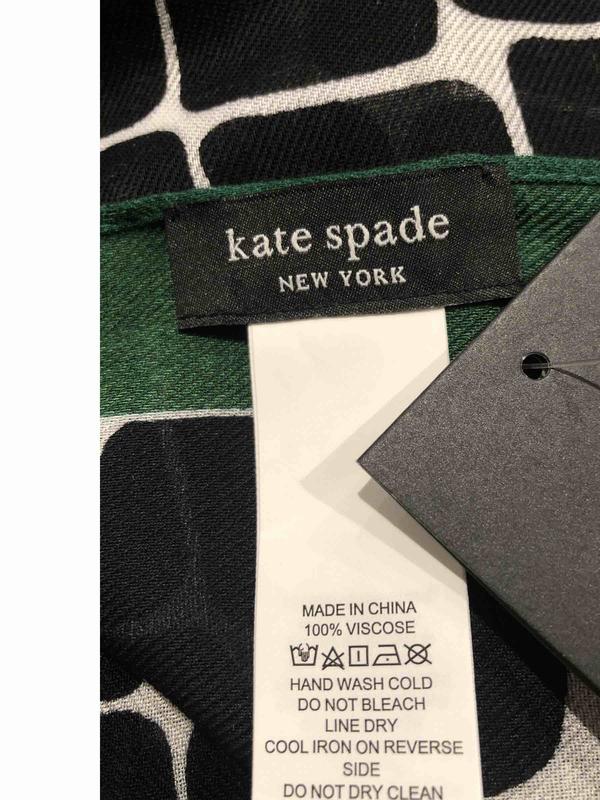 kate spade
NEW YORK
MADE IN CHINA
100% VISCOSE
HAND WASH COLD
DO NOT BLEACH
LINE DRY
COOL IRON ON REVERSE
SIDE
DO NOT DRY CLEAN